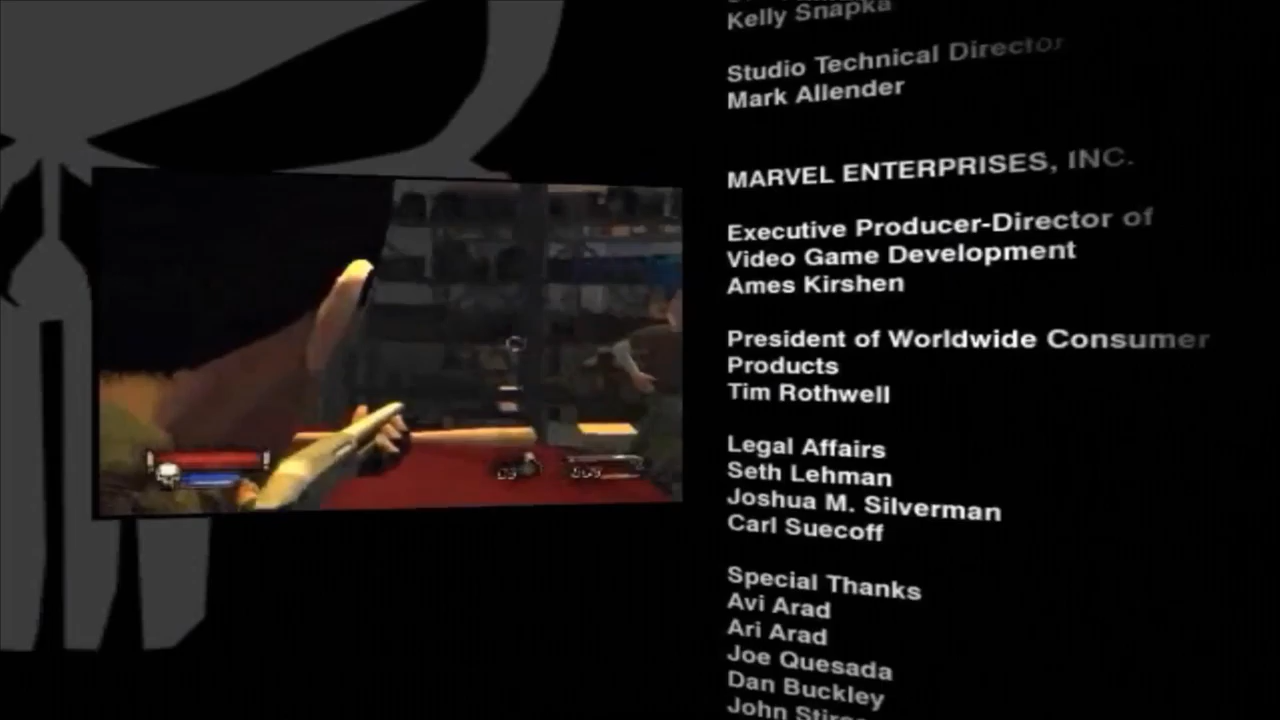 Kelly Snapka
Studio Technical Director
Mark Allender
MARVEL ENTERPRISES, INC.
Executive Producer-Director of
Video Game Development
Ames Kirshen
President of Worldwide Consumer
Products
Tim Rothwell
Legal Affairs
Seth Lehman
Joshua M. Silverman
Carl Suecoff
Special Thanks
Avi Arad
Ari Arad
Joe Quesada
Dan Buckley
John